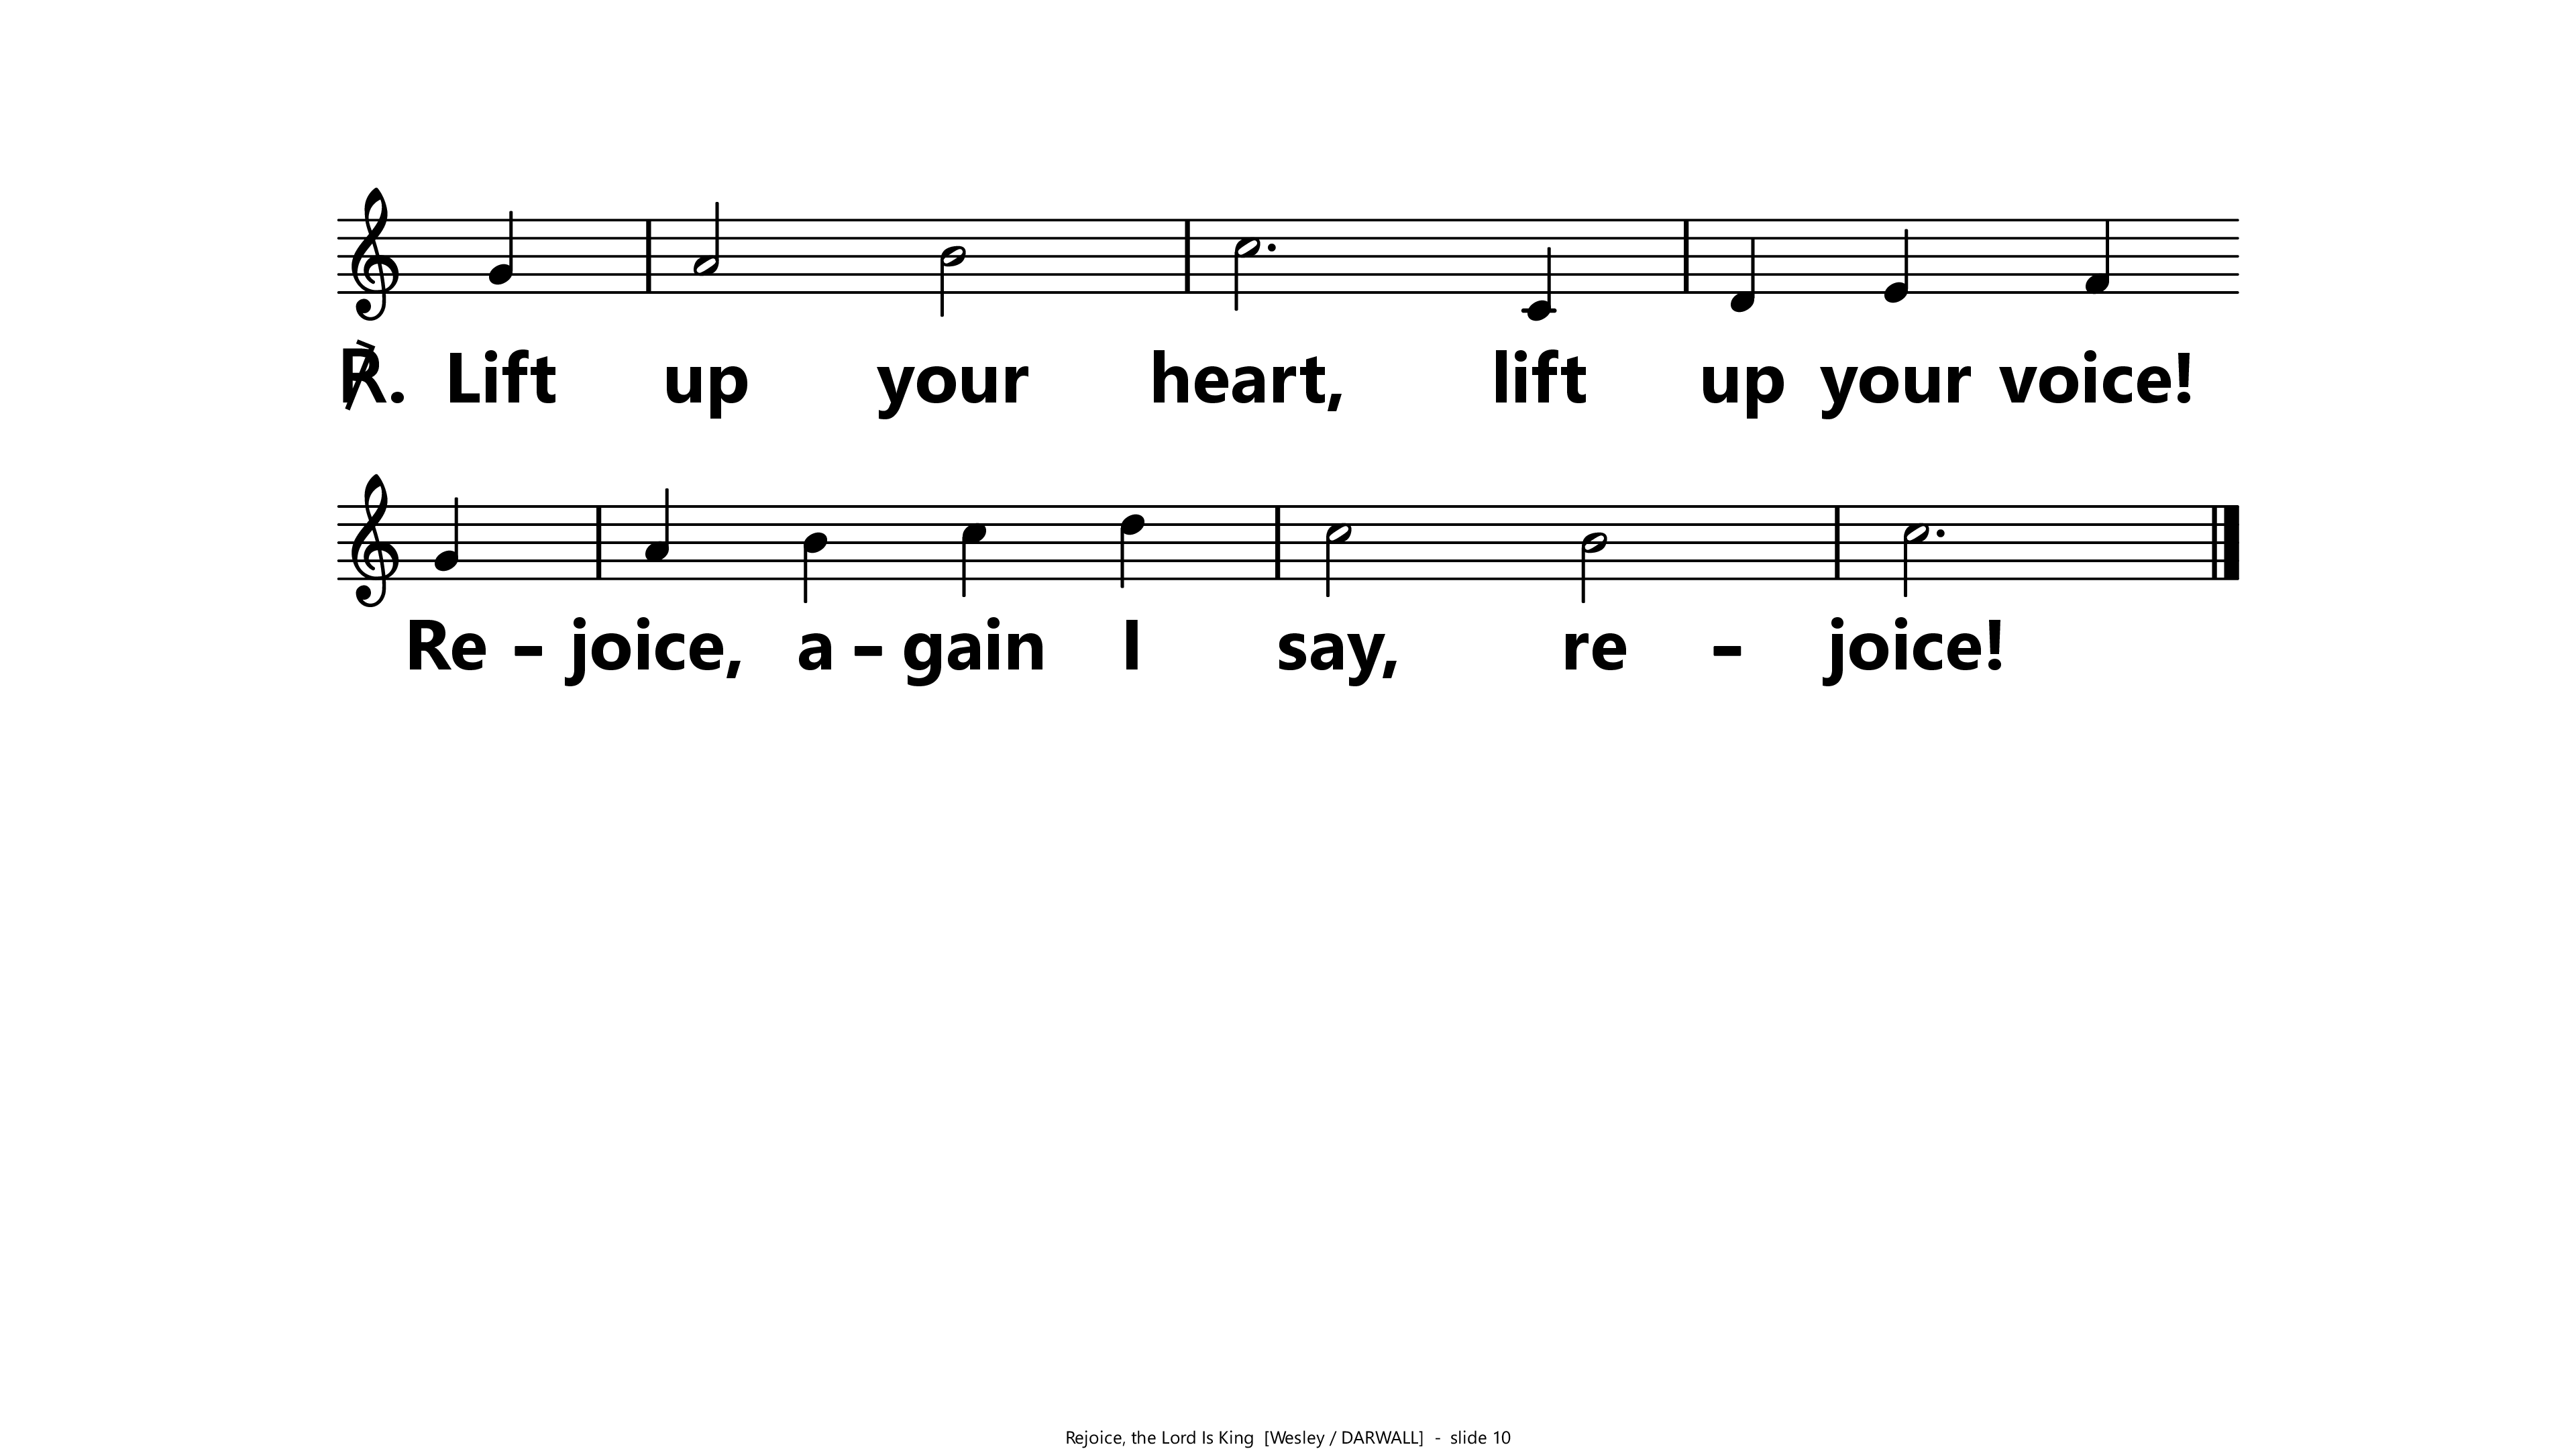 ℟. Lift up your heart, lift up your voice!
Re - joice, a - gain I say, re - joice!
Rejoice, the Lord Is King [Wesley / DARWALL] - slide 10